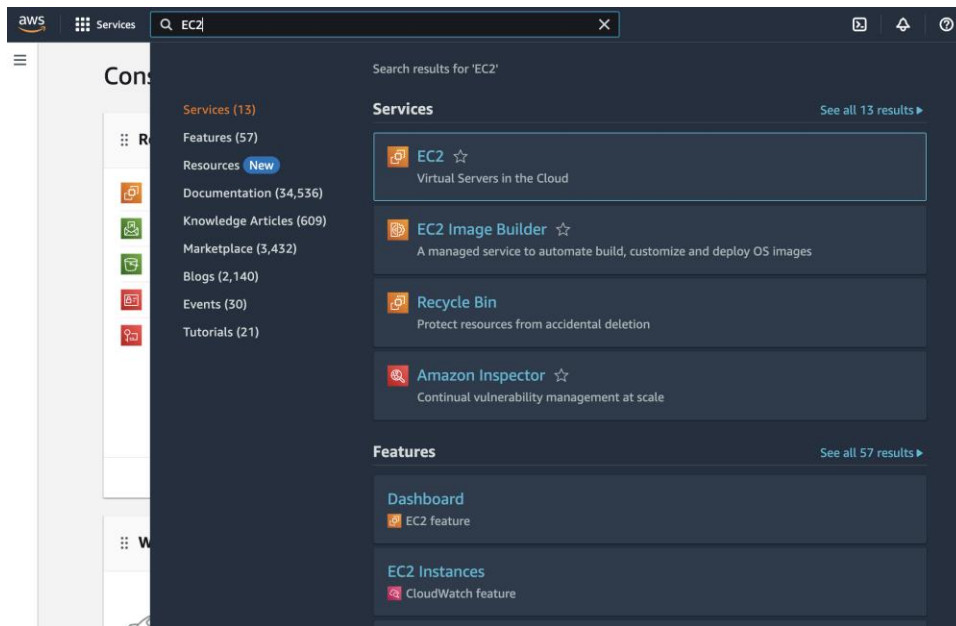 aws
Services
EC2
Cons
Re
W
Search results for 'EC2'
Services (13)
Features (57)
Resources New
Documentation (34,536)
Knowledge Articles (609)
Marketplace (3,432)
Blogs (2,140)
Events (30)
Tutorials (21)
Services
See all 13 results
EC2
Virtual Servers in the Cloud
EC2 Image Builder
A managed service to automate build, customize and deploy OS images
Recycle Bin
Protect resources from accidental deletion
Amazon Inspector
Continual vulnerability management at scale
Features
See all 57 results
Dashboard
EC2 feature
EC2 Instances
CloudWatch feature